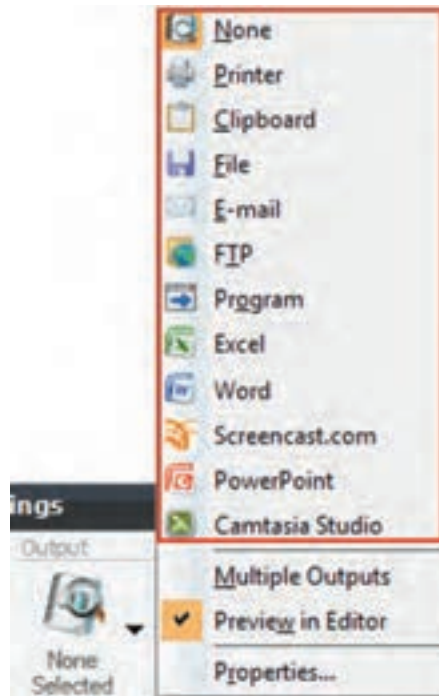 None
Printer
Clipboard
File
E-mail
FTP
Program
Excel
Word
Screencast.com
PowerPoint
Camtasia Studio
Multiple Outputs
Preview in Editor
Properties...
ings
Output
None
Selected